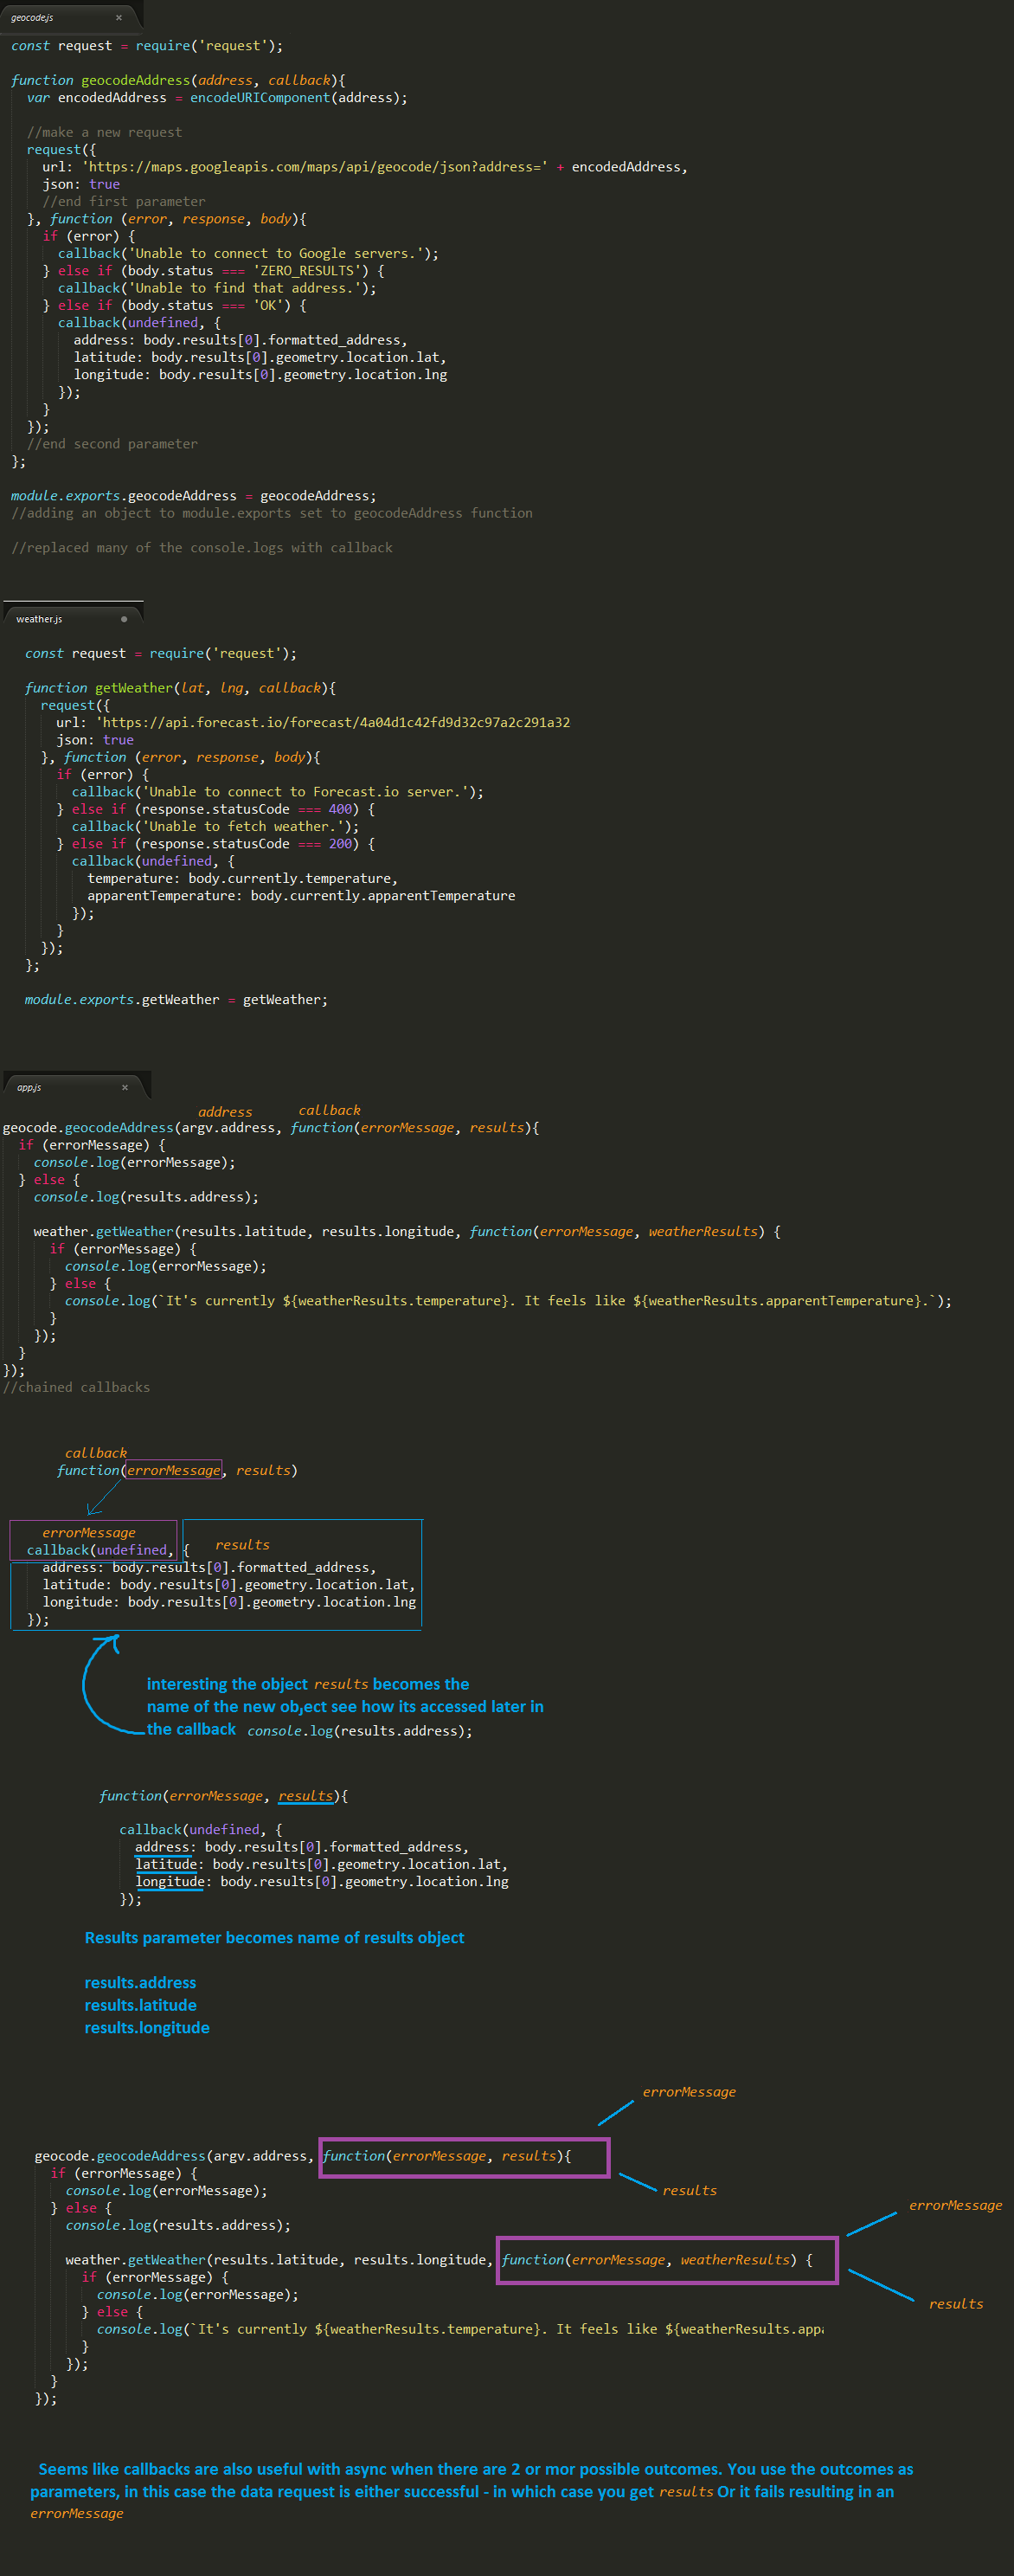 geocode.js ×
const request = require('request');
function geocodeAddress(address, callback){
var encodedAddress = encodeURIComponent(address);
//make a new request
request({
url: 'https://maps.googleapis.com/maps/api/geocode/json?address=' + encodedAddress,
json: true
//end first parameter
}, function (error, response, body){
if (error) {
callback('Unable to connect to Google servers.');
} else if (body.status === 'ZERO_RESULTS') {
callback('Unable to find that address.');
} else if (body.status === 'OK') {
callback(undefined, {
address: body.results[0].formatted_address,
latitude: body.results[0].geometry.location.lat,
longitude: body.results[0].geometry.location.lng
});
}
});
//end second parameter
};
module.exports.geocodeAddress = geocodeAddress;
//adding an object to module.exports set to geocodeAddress function
//replaced many of the console.logs with callback
weather.js
const request = require('request');
function getWeather(lat, lng, callback){
request({
url: 'https://api.forecast.io/forecast/4a04d1c42fd9d32c97a2c291a32
json: true
}, function (error, response, body){
if (error) {
callback('Unable to connect to Forecast.io server.');
} else if (response.statusCode === 400) {
callback('Unable to fetch weather.');
} else if (response.statusCode === 200) {
callback(undefined, {
temperature: body.currently.temperature,
apparentTemperature: body.currently.apparentTemperature
});
}
});
};
module.exports.getWeather = getWeather;
app.js ×
address callback
geocode.geocodeAddress(argv.address, function(errorMessage, results){
if (errorMessage) {
console.log(errorMessage);
} else {
console.log(results.address);
weather.getWeather(results.latitude, results.longitude, function(errorMessage, weatherResults) {
if (errorMessage) {
console.log(errorMessage);
} else {
console.log(`It's currently ${weatherResults.temperature}. It feels like ${weatherResults.apparentTemperature}.`);
}
});
}
});
//chained callbacks
callback
function(errorMessage, results)
errorMessage
results
callback(undefined, {
address: body.results[0].formatted_address,
latitude: body.results[0].geometry.location.lat,
longitude: body.results[0].geometry.location.lng
});
interesting the object results becomes the
name of the new ob,ect see how its accessed later in
the callback console.log(results.address);
function(errorMessage, results){
callback(undefined, {
address: body.results[0].formatted_address,
latitude: body.results[0].geometry.location.lat,
longitude: body.results[0].geometry.location.lng
});
Results parameter becomes name of results object
results.address
results.latitude
results.longitude
errorMessage
geocode.geocodeAddress(argv.address, function(errorMessage, results){
if (errorMessage) {
console.log(errorMessage);
results
} else {
errorMessage
console.log(results.address);
weather.getWeather(results.latitude, results.longitude, function(errorMessage, weatherResults) {
if (errorMessage) {
console.log(errorMessage);
results
} else {
console.log(`It's currently ${weatherResults.temperature}. It feels like ${weatherResults.appa
}
});
}
});
Seems like callbacks are also useful with async when there are 2 or mor possible outcomes. You use the outcomes as
parameters, in this case the data request is either successful - in which case you get results Or it fails resulting in an
errorMessage